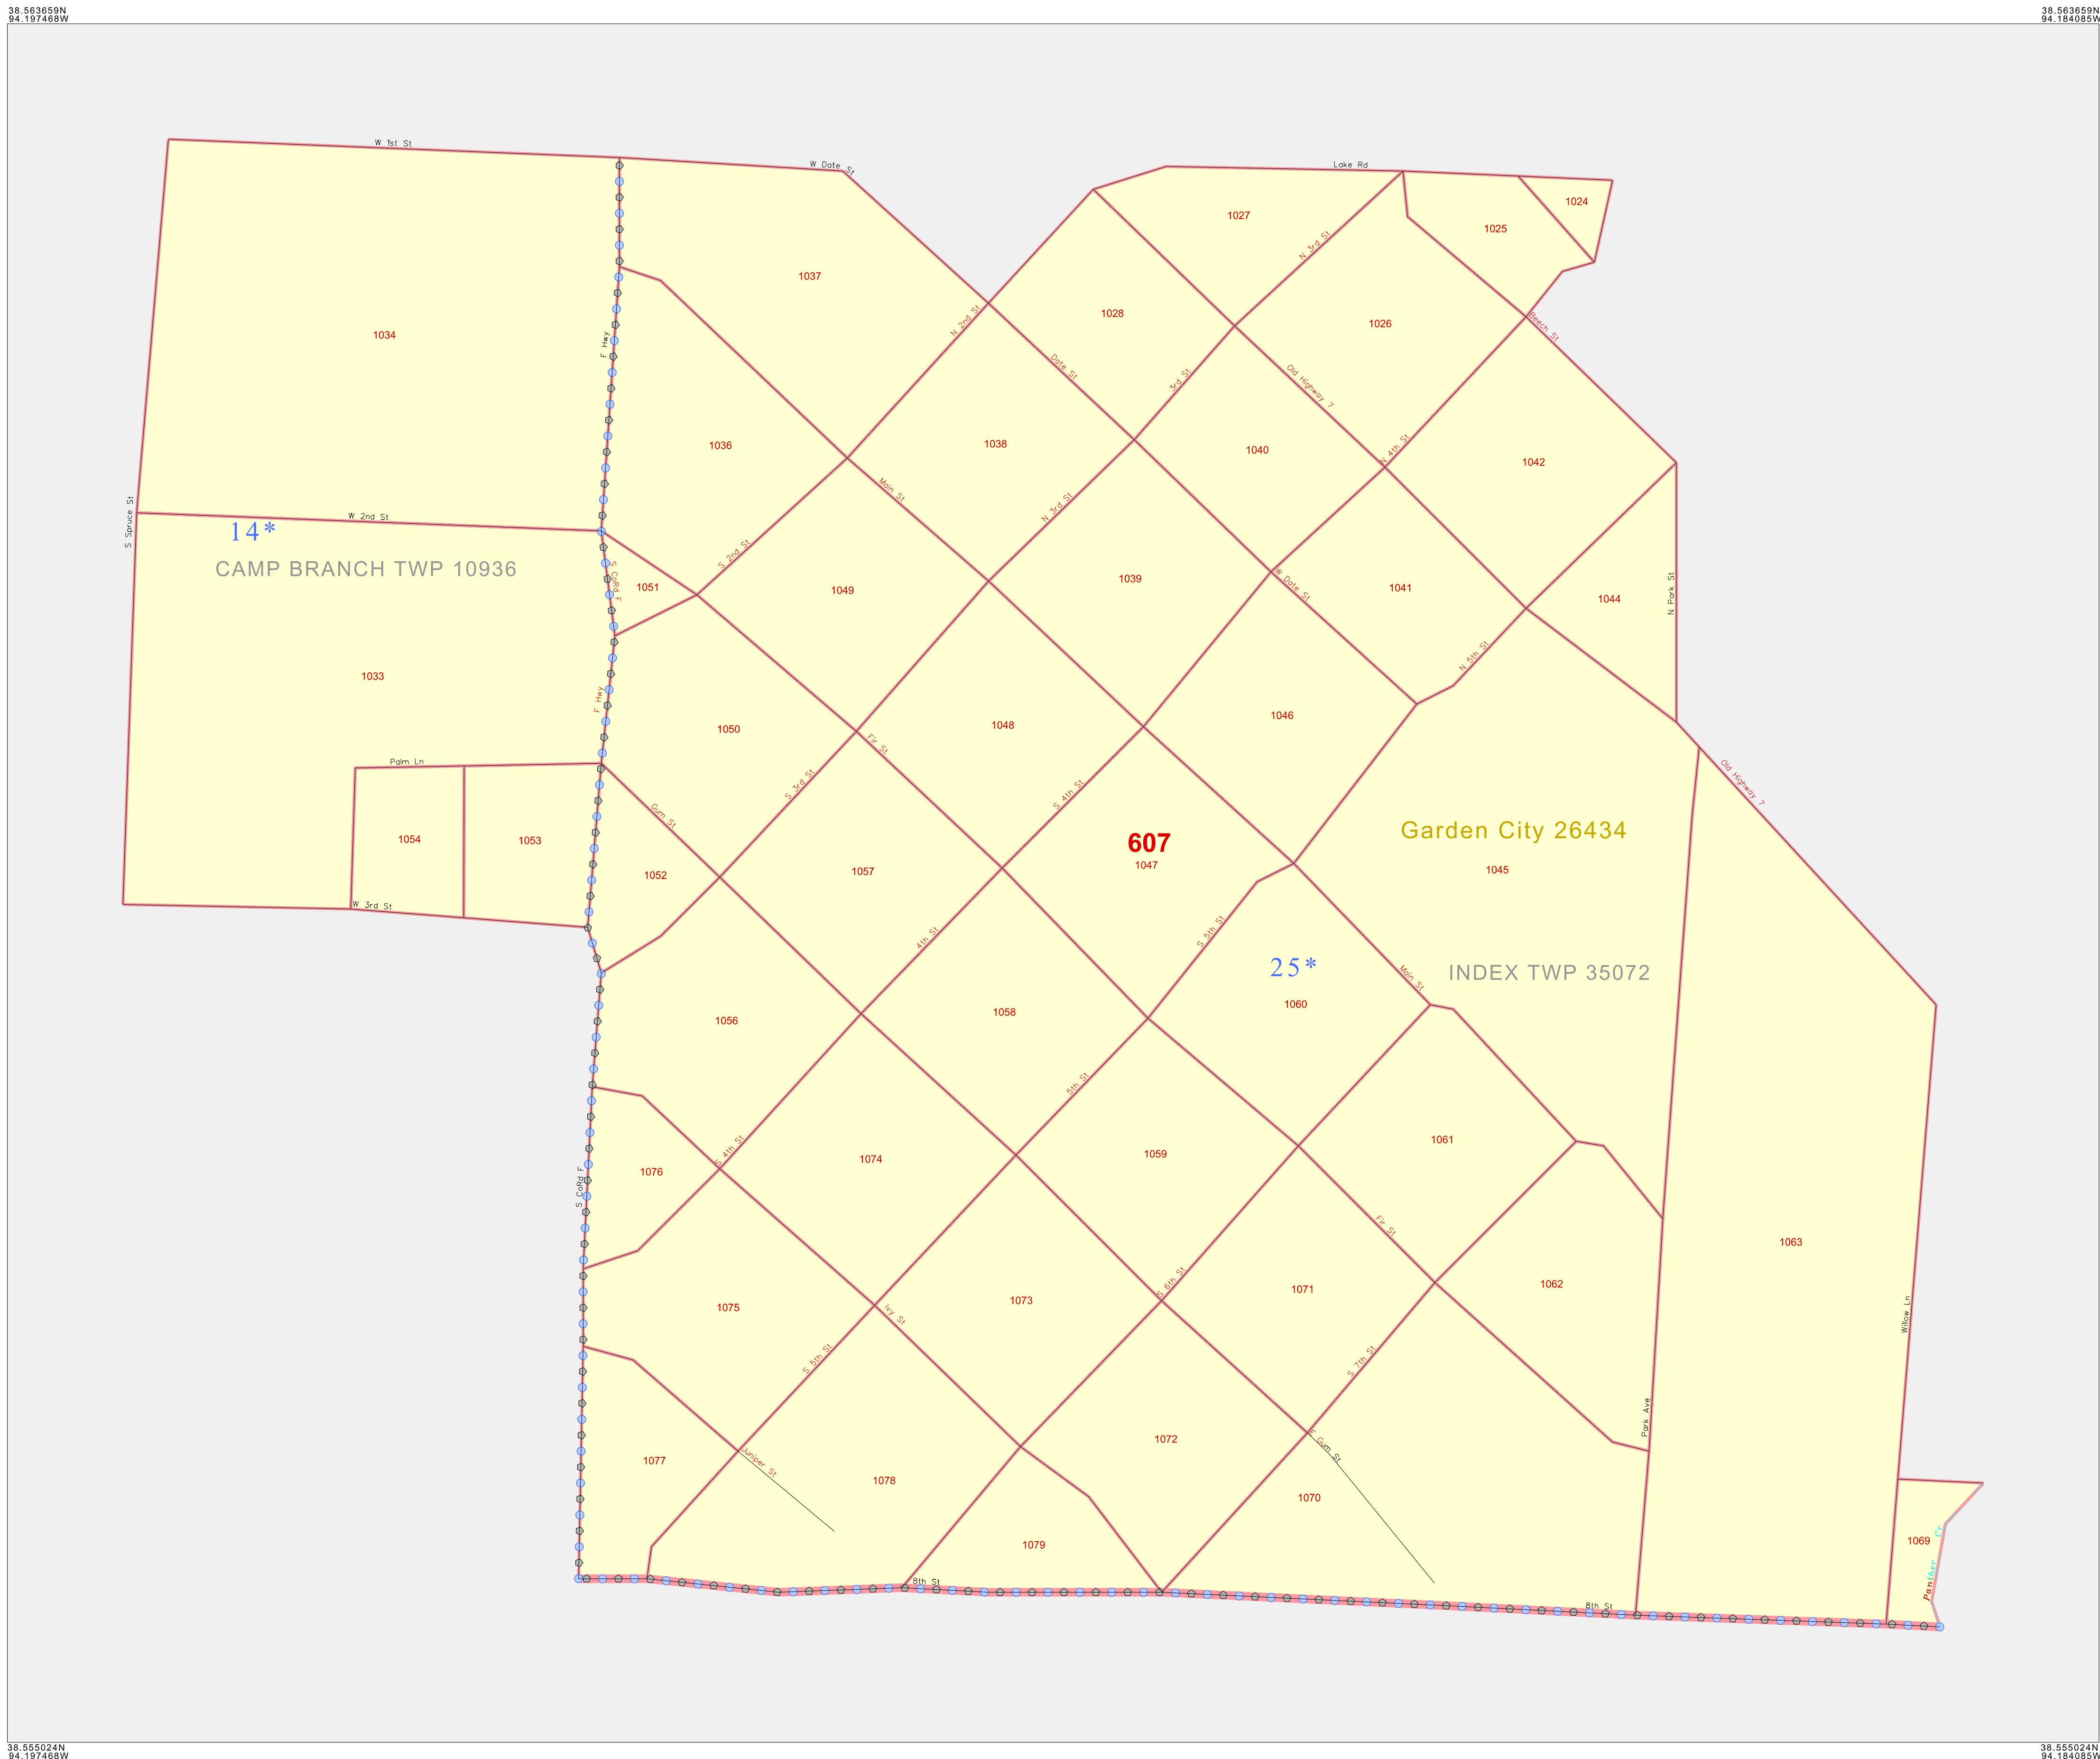 38.563659N
94.197468W
38.563659N
94.184085W
W 1st St
W Date St
Lake Rd
1024
1027
1025
N 3rd St
1037
1028
1026
N 2nd St
Beech St
F Hwy
1034
Date St
3rd St
Old Highway 7
1036
1038
1040
N 4th St
1042
Main St
N 3rd St
S Spruce St
W 2nd St
14*
CAMP BRANCH TWP 10936
S CoRd F
S 2nd St
1051
1049
1039
W Date St
1041
1044
N Park St
1033
F Hwy
N 5th St
1050
1048
1046
Fir St
Palm Ln
Old Highway 7
S 3rd St
S 4th St
Gum St
1054
1053
607
Garden City 26434
1052
1057
1047
1045
W 3rd St
4th St
S 5th St
25*
Main St
INDEX TWP 35072
1056
1058
1060
5th St
S 4th St
1061
1076
1074
1059
S CoRd F
Fir St
1063
S 6th St
1071
1062
1075
1073
Ivy St
Willow Ln
S 5th St
S 7th St
Park Ave
1077
Juniper St
1078
1072
E Gum St
1070
1079
1069
Panther Cr
8th St
8th St
38.555024N
94.197468W
38.555024N
94.184085W